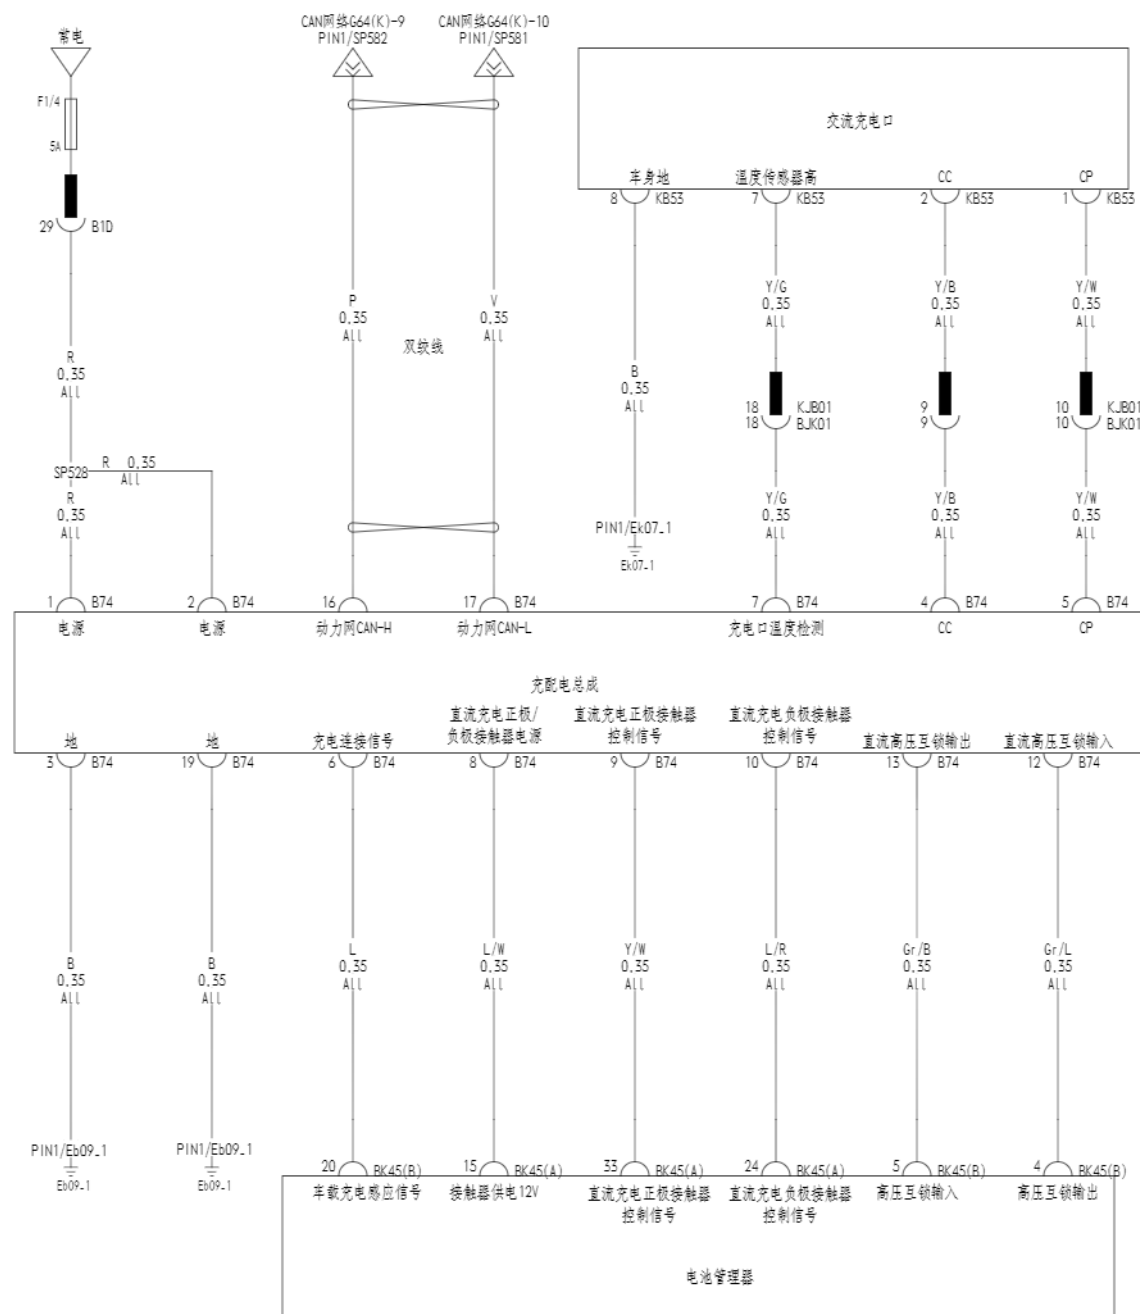 CAN网络G64(K)-9 CAN网络G64(K)-10
常电 PIN1/SP582 PIN1/SP581
F1/4
5A
交流充电口
车身地 温度传感器高 CC CP
8 KB53 7 KB53 2 KB53 1 KB53
29 B1D
Y/G Y/B Y/W
0.35 0.35 0.35
All All All
P V
0.35 0.35
All All
双绞线
R
0.35
All
B
0.35
All
18 KJB01 9 10 KJB01
18 BJK01 9 10 BJK01
SP528 R 0.35
All
R
0.35
All
Y/G Y/B Y/W
0.35 0.35 0.35
All All All
PIN1/Ek07_1
Ek07_1
1 B74 2 B74 16 17 B74 7 B74 4 B74 5 B74
电源 电源 动力网CAN-H 动力网CAN-L 充电口温度检测 CC CP
充配电总成
直流充电正极/ 直流充电正极接触器 直流充电负极接触器
地 地 充电连接信号 负极接触器电源 控制信号 控制信号 直流高压互锁输出 直流高压互锁输入
3 B74 19 B74 6 B74 8 B74 9 B74 10 B74 13 B74 12 B74
B B L L/W Y/W L/R Gr/B Gr/L
0.35 0.35 0.35 0.35 0.35 0.35 0.35 0.35
All All All All All All All All
PIN1/Eb09_1 PIN1/Eb09_1
Eb09_1 Eb09_1
20 BK45(B) 15 BK45(A) 33 BK45(A) 24 BK45(A) 5 BK45(B) 4 BK45(B)
车载充电感应信号 接触器供电12V 直流充电正极接触器 直流充电负极接触器 高压互锁输入 高压互锁输出
控制信号 控制信号
电池管理器